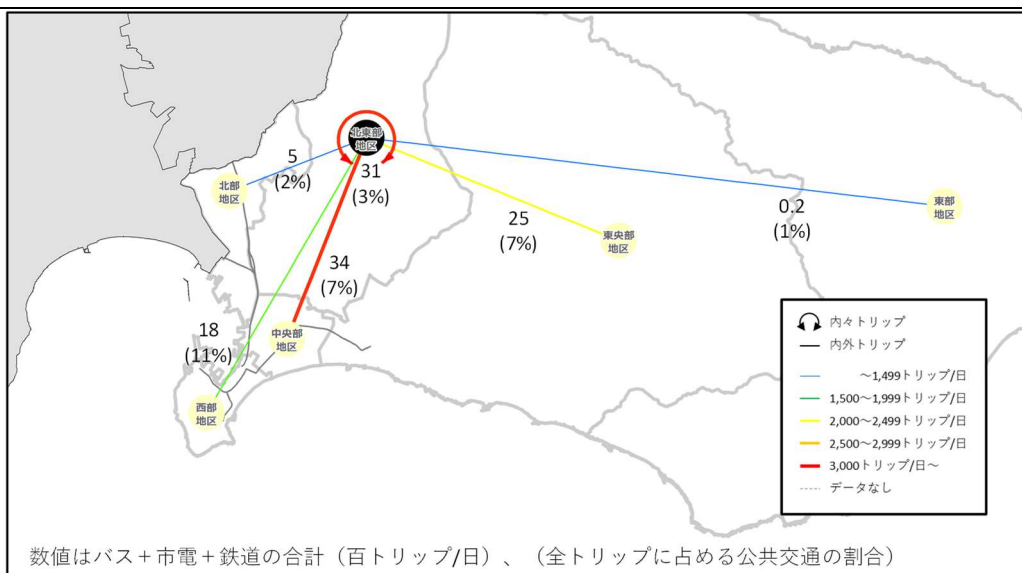 北東部
地区
5
(2%)
31
(3%)
北部
地区
25
(7%)
0.2
(1%)
東部
地区
東央部
地区
34
(7%)
18
(11%)
中央部
地区
西部
地区
内々トリップ
内外トリップ
～1,499トリップ/日
1,500～1,999トリップ/日
2,000～2,499トリップ/日
2,500～2,999トリップ/日
3,000トリップ/日～
データなし
数値はバス＋市電＋鉄道の合計（百トリップ/日）、（全トリップに占める公共交通の割合）